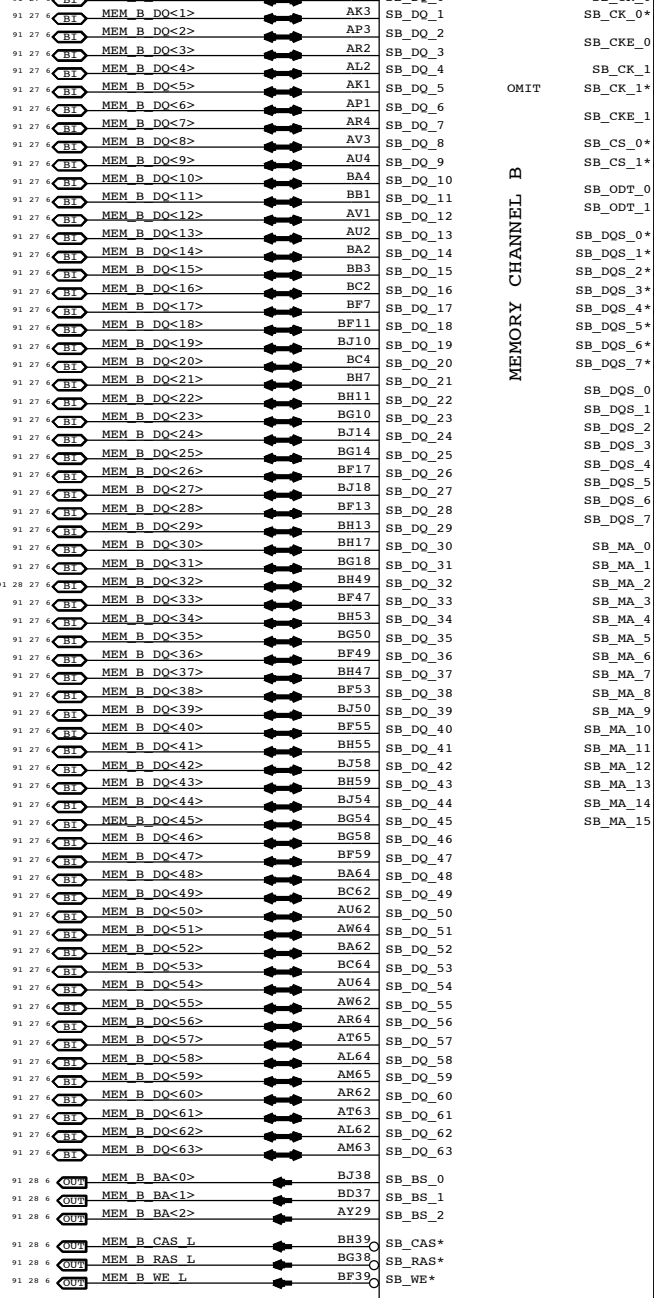 91 27 6 BI MEM_B_DQ<1> AK3 SB_DQ_1
91 27 6 BI MEM_B_DQ<2> AP3 SB_DQ_2
91 27 6 BI MEM_B_DQ<3> AR2 SB_DQ_3
91 27 6 BI MEM_B_DQ<4> AL2 SB_DQ_4
91 27 6 BI MEM_B_DQ<5> AK1 SB_DQ_5
91 27 6 BI MEM_B_DQ<6> AP1 SB_DQ_6
91 27 6 BI MEM_B_DQ<7> AR4 SB_DQ_7
91 27 6 BI MEM_B_DQ<8> AV3 SB_DQ_8
91 27 6 BI MEM_B_DQ<9> AU4 SB_DQ_9
91 27 6 BI MEM_B_DQ<10> BA4 SB_DQ_10
91 27 6 BI MEM_B_DQ<11> BB1 SB_DQ_11
91 27 6 BI MEM_B_DQ<12> AV1 SB_DQ_12
91 27 6 BI MEM_B_DQ<13> AU2 SB_DQ_13
91 27 6 BI MEM_B_DQ<14> BA2 SB_DQ_14
91 27 6 BI MEM_B_DQ<15> BB3 SB_DQ_15
91 27 6 BI MEM_B_DQ<16> BC2 SB_DQ_16
91 27 6 BI MEM_B_DQ<17> BF7 SB_DQ_17
91 27 6 BI MEM_B_DQ<18> BF11 SB_DQ_18
91 27 6 BI MEM_B_DQ<19> BJ10 SB_DQ_19
91 27 6 BI MEM_B_DQ<20> BC4 SB_DQ_20
91 27 6 BI MEM_B_DQ<21> BH7 SB_DQ_21
91 27 6 BI MEM_B_DQ<22> BH11 SB_DQ_22
91 27 6 BI MEM_B_DQ<23> BG10 SB_DQ_23
91 27 6 BI MEM_B_DQ<24> BJ14 SB_DQ_24
91 27 6 BI MEM_B_DQ<25> BG14 SB_DQ_25
91 27 6 BI MEM_B_DQ<26> BF17 SB_DQ_26
91 27 6 BI MEM_B_DQ<27> BJ18 SB_DQ_27
91 27 6 BI MEM_B_DQ<28> BF13 SB_DQ_28
91 27 6 BI MEM_B_DQ<29> BH13 SB_DQ_29
91 27 6 BI MEM_B_DQ<30> BH17 SB_DQ_30
91 27 6 BI MEM_B_DQ<31> BG18 SB_DQ_31
91 28 27 6 BI MEM_B_DQ<32> BH49 SB_DQ_32
91 27 6 BI MEM_B_DQ<33> BF47 SB_DQ_33
91 27 6 BI MEM_B_DQ<34> BH53 SB_DQ_34
91 27 6 BI MEM_B_DQ<35> BG50 SB_DQ_35
91 27 6 BI MEM_B_DQ<36> BF49 SB_DQ_36
91 27 6 BI MEM_B_DQ<37> BH47 SB_DQ_37
91 27 6 BI MEM_B_DQ<38> BF53 SB_DQ_38
91 27 6 BI MEM_B_DQ<39> BJ50 SB_DQ_39
91 27 6 BI MEM_B_DQ<40> BF55 SB_DQ_40
91 27 6 BI MEM_B_DQ<41> BH55 SB_DQ_41
91 27 6 BI MEM_B_DQ<42> BJ58 SB_DQ_42
91 27 6 BI MEM_B_DQ<43> BH59 SB_DQ_43
91 27 6 BI MEM_B_DQ<44> BJ54 SB_DQ_44
91 27 6 BI MEM_B_DQ<45> BG54 SB_DQ_45
91 27 6 BI MEM_B_DQ<46> BG58 SB_DQ_46
91 27 6 BI MEM_B_DQ<47> BF59 SB_DQ_47
91 27 6 BI MEM_B_DQ<48> BA64 SB_DQ_48
91 27 6 BI MEM_B_DQ<49> BC62 SB_DQ_49
91 27 6 BI MEM_B_DQ<50> AU62 SB_DQ_50
91 27 6 BI MEM_B_DQ<51> AW64 SB_DQ_51
91 27 6 BI MEM_B_DQ<52> BA62 SB_DQ_52
91 27 6 BI MEM_B_DQ<53> BC64 SB_DQ_53
91 27 6 BI MEM_B_DQ<54> AU64 SB_DQ_54
91 27 6 BI MEM_B_DQ<55> AW62 SB_DQ_55
91 27 6 BI MEM_B_DQ<56> AR64 SB_DQ_56
91 27 6 BI MEM_B_DQ<57> AT65 SB_DQ_57
91 27 6 BI MEM_B_DQ<58> AL64 SB_DQ_58
91 27 6 BI MEM_B_DQ<59> AM65 SB_DQ_59
91 27 6 BI MEM_B_DQ<60> AR62 SB_DQ_60
91 27 6 BI MEM_B_DQ<61> AT63 SB_DQ_61
91 27 6 BI MEM_B_DQ<62> AL62 SB_DQ_62
91 27 6 BI MEM_B_DQ<63> AM63 SB_DQ_63
91 28 6 OUT MEM_B_BA<0> BJ38 SB_BS_0
91 28 6 OUT MEM_B_BA<1> BD37 SB_BS_1
91 28 6 OUT MEM_B_BA<2> AY29 SB_BS_2
91 28 6 OUT MEM_B_CAS_L BH39 SB_CAS*
91 28 6 OUT MEM_B_RAS_L BG38 SB_RAS*
91 28 6 OUT MEM_B_WE_L BF39 SB_WE*
OMIT
MEMORY CHANNEL B
SB_CK_0*
SB_CKE_0
SB_CK_1
SB_CK_1*
SB_CKE_1
SB_CS_0*
SB_CS_1*
SB_ODT_0
SB_ODT_1
SB_DQS_0*
SB_DQS_1*
SB_DQS_2*
SB_DQS_3*
SB_DQS_4*
SB_DQS_5*
SB_DQS_6*
SB_DQS_7*
SB_DQS_0
SB_DQS_1
SB_DQS_2
SB_DQS_3
SB_DQS_4
SB_DQS_5
SB_DQS_6
SB_DQS_7
SB_MA_0
SB_MA_1
SB_MA_2
SB_MA_3
SB_MA_4
SB_MA_5
SB_MA_6
SB_MA_7
SB_MA_8
SB_MA_9
SB_MA_10
SB_MA_11
SB_MA_12
SB_MA_13
SB_MA_14
SB_MA_15